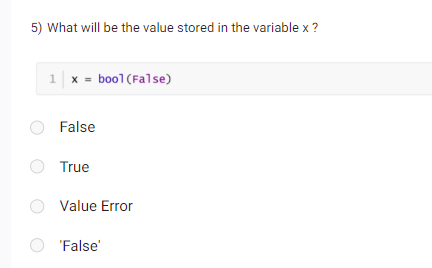 5) What will be the value stored in the variable x ?
1 x = bool(False)
False
True
Value Error
'False'